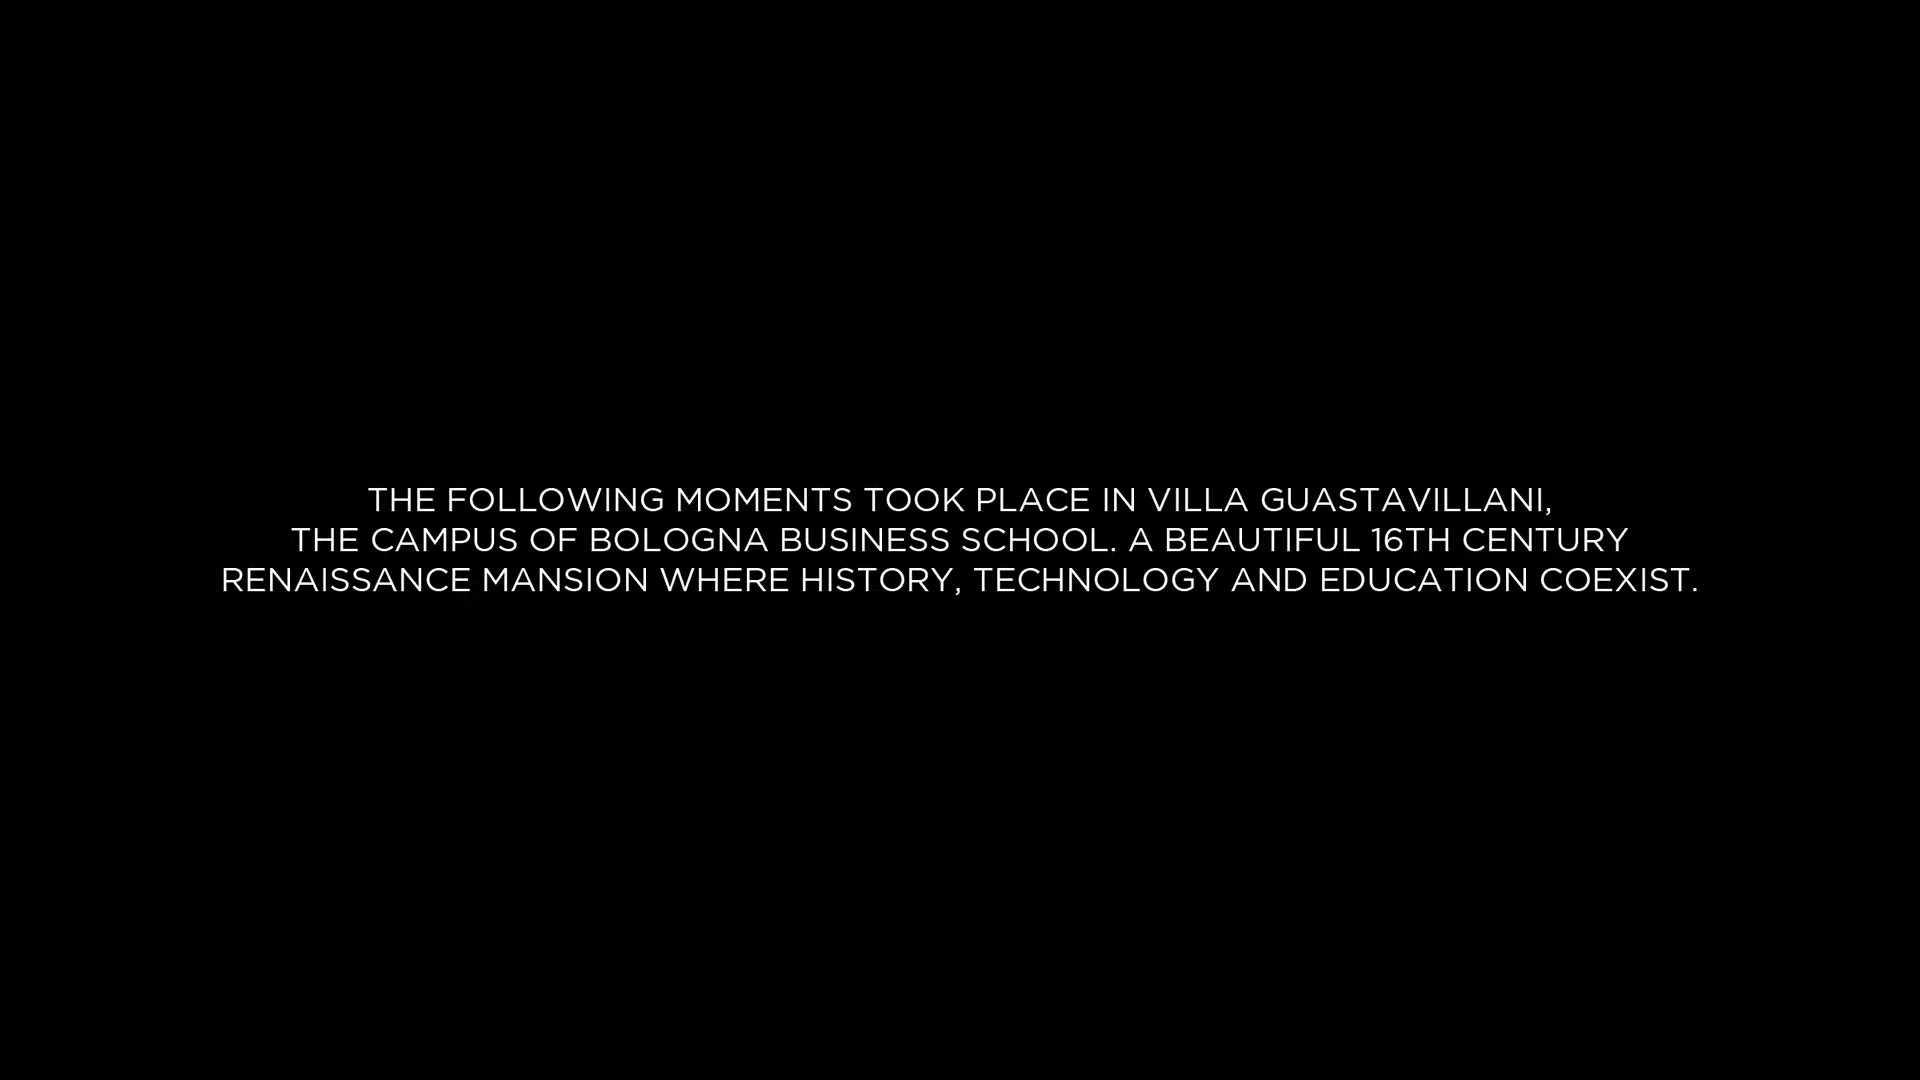 THE FOLLOWING MOMENTS TOOK PLACE IN VILLA GUASTAVILLANI,
THE CAMPUS OF BOLOGNA BUSINESS SCHOOL. A BEAUTIFUL 16TH CENTURY
RENAISSANCE MANSION WHERE HISTORY, TECHNOLOGY AND EDUCATION COEXIST.